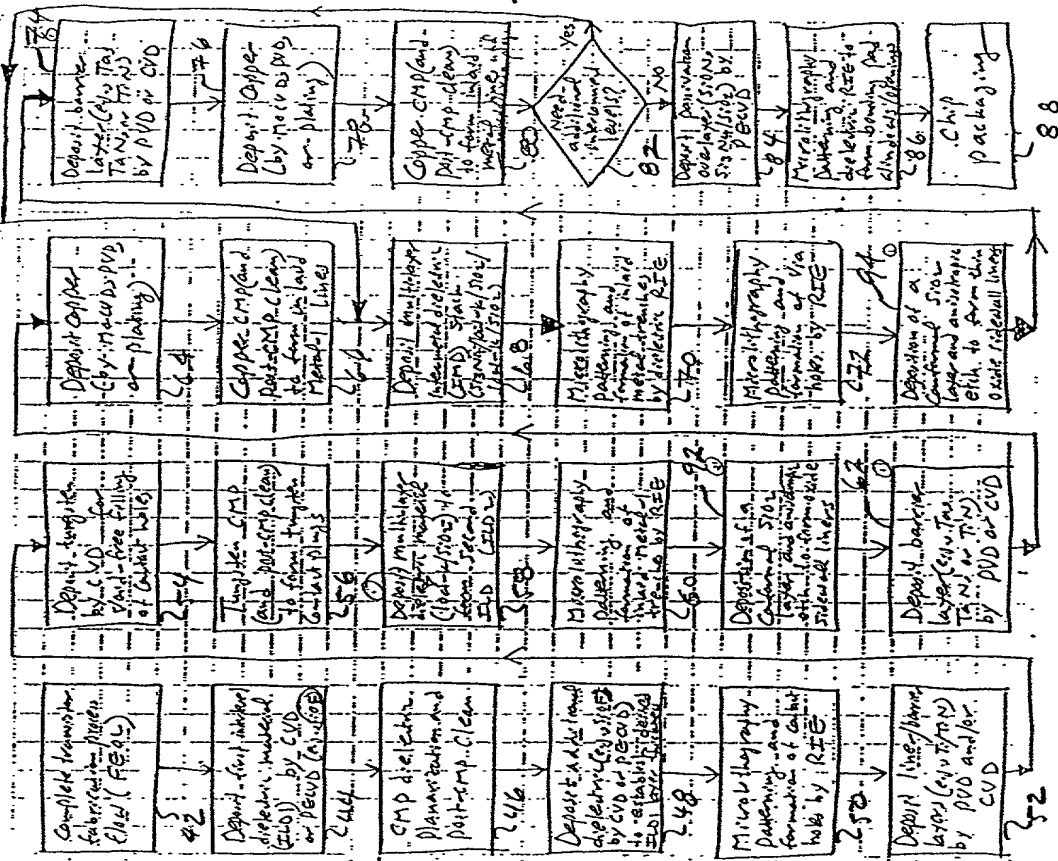 Complete transistor
fabrication process
flow (FEOL)
42
Deposit first interlevel
dielectric material
(ILD1) by CVD
or PECVD
44
CMP dielectric
planarization and
post-CMP clean
46
Deposit additional
dielectric
by CVD or PECVD)
to establish desired
ILD1 over
48
Microlithography
patterning and
formation of contact
holes by RIE
50
Deposit liner/barrier
layers (e.g. Ti/TiN)
by PVD and/or
CVD
52
Deposit tungsten
by CVD for
void-free filling
of contact holes
54
Tungsten CMP
(and post-CMP clean)
to form tungsten
contact plugs
56
Deposit multilayer
dielectric material
(low-k/SiO2)
second
ILD (ILD2)
58
Microlithography
patterning and
formation of
inlaid metal
trenches by RIE
60
92
Deposition of a
conformal SiO2
layer and anisotropic
etch to form oxide
sidewall liners
62
Deposit barrier
layer (e.g. Ta,
TaN, or TiN)
by PVD or CVD
Deposit copper
(by MOCVD, PVD,
or plating)
64
Copper CMP (and
post-CMP clean)
to form inlaid
metal 1 lines
66
Deposit multilayer
intermetal dielectric
(IMD) stack
68
Microlithography
patterning and
formation of inlaid
metal trenches
by dielectric RIE
70
Microlithography
patterning and
formation of via
holes by RIE
72
94
Deposition of a
conformal SiO2
layer and anisotropic
etch to form thin
oxide sidewall liners
74
Deposit barrier
layer (e.g. Ta,
TaN, or TiN)
by PVD or CVD
76
Deposit copper
(by MOCVD, PVD,
or plating)
78
Copper CMP (and
post-CMP clean)
to form inlaid
metal lines and
80
Need
additional
interconnect
levels?
Yes
No
82
Deposit passivation
overlayer (SiON,
by
PECVD
84
Microlithography
patterning and
dielectric RIE to
form bonding pad
windows/openings
86
Chip
packaging
88